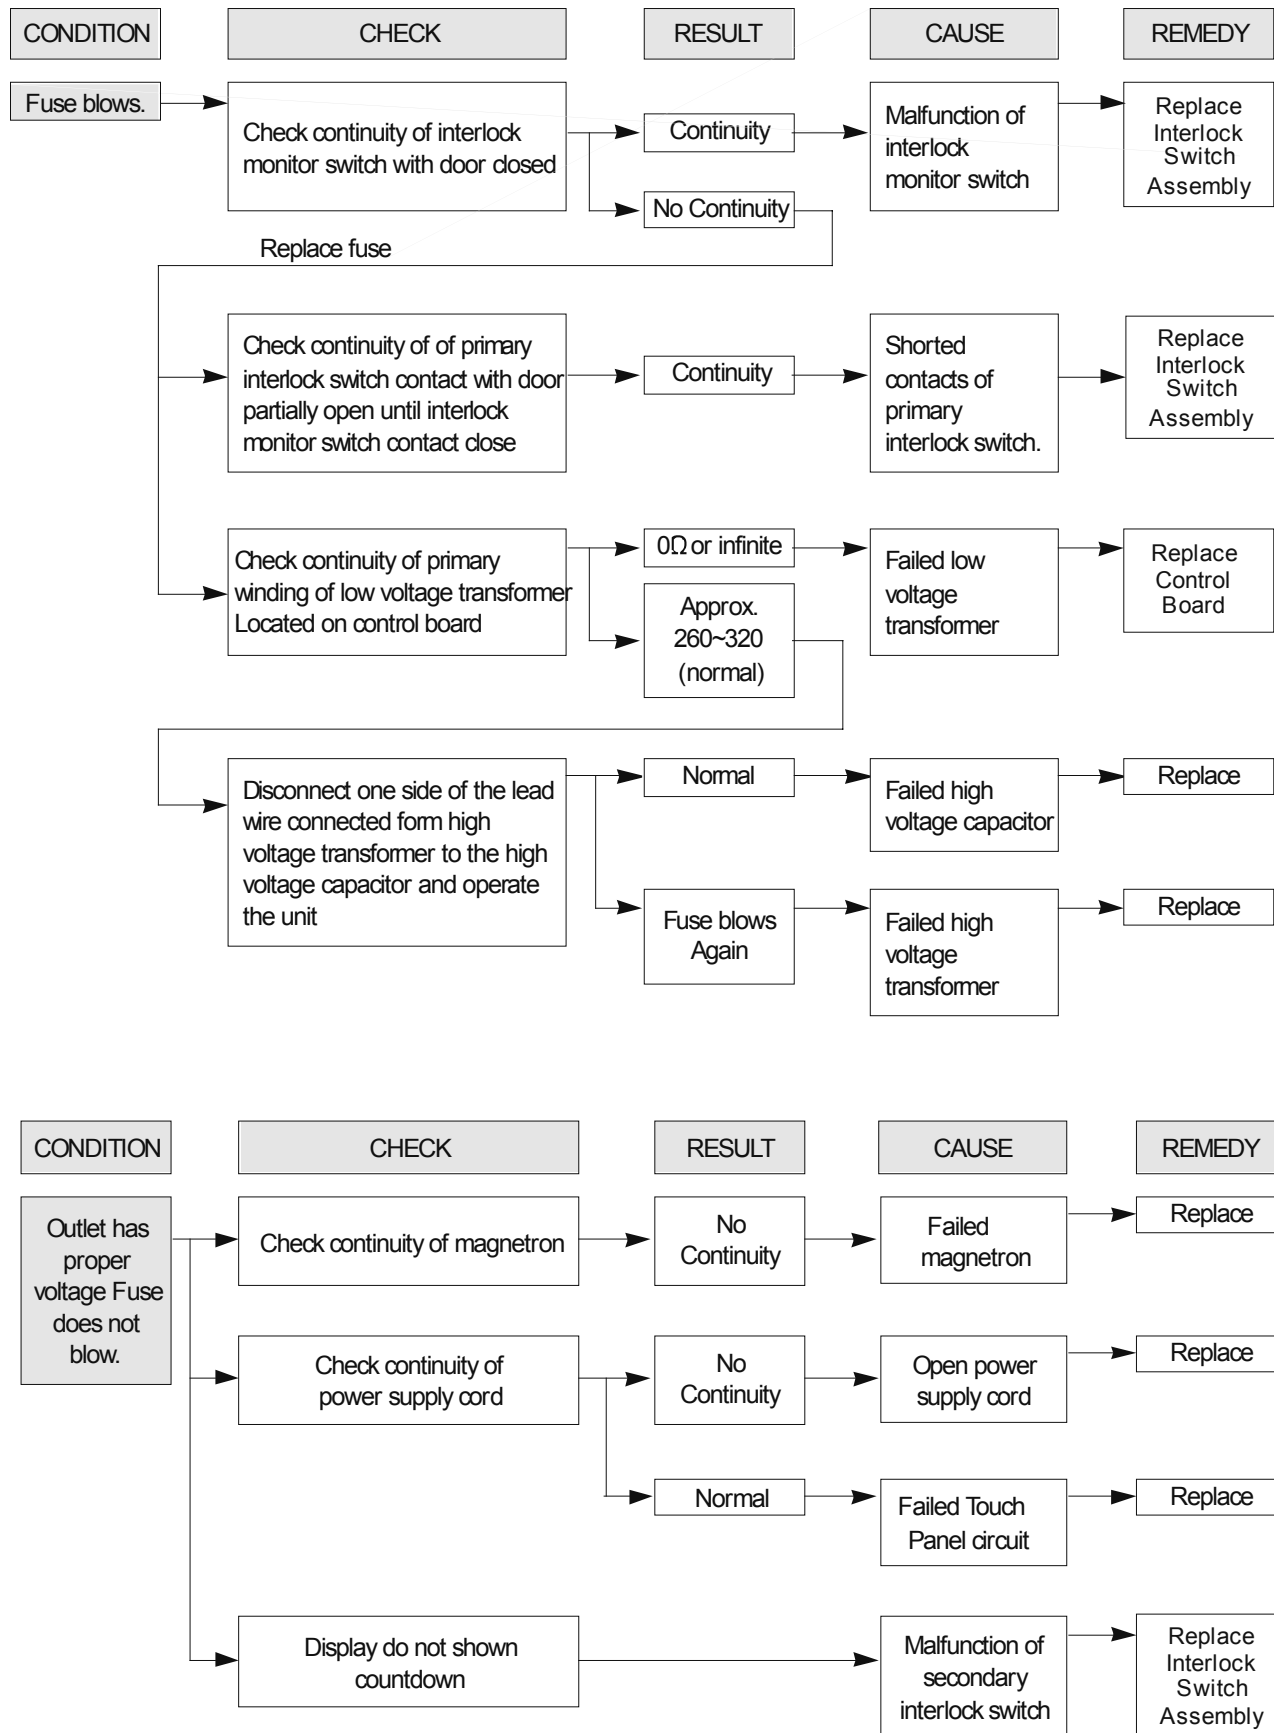 CONDITION
CHECK
RESULT
CAUSE
REMEDY
Fuse blows.
Check continuity of interlock
monitor switch with door closed
Continuity
Malfunction of
interlock
monitor switch
Replace
Interlock
Switch
Assembly
No Continuity
Replace fuse
Check continuity of of primary
interlock switch contact with door
partially open until interlock
monitor switch contact close
Continuity
Shorted
contacts of
primary
interlock switch.
Replace
Interlock
Switch
Assembly
Check continuity of primary
winding of low voltage transformer
Located on control board
0Ω or infinite
Failed low
voltage
transformer
Replace
Control
Board
Approx.
260~320
(normal)
Disconnect one side of the lead
wire connected form high
voltage transformer to the high
voltage capacitor and operate
the unit
Normal
Failed high
voltage capacitor
Replace
Fuse blows
Again
Failed high
voltage
transformer
Replace
CONDITION
CHECK
RESULT
CAUSE
REMEDY
Outlet has
proper
voltage Fuse
does not
blow.
Check continuity of magnetron
No
Continuity
Failed
magnetron
Replace
Check continuity of
power supply cord
No
Continuity
Open power
supply cord
Replace
Normal
Failed Touch
Panel circuit
Replace
Display do not shown
countdown
Malfunction of
secondary
interlock switch
Replace
Interlock
Switch
Assembly